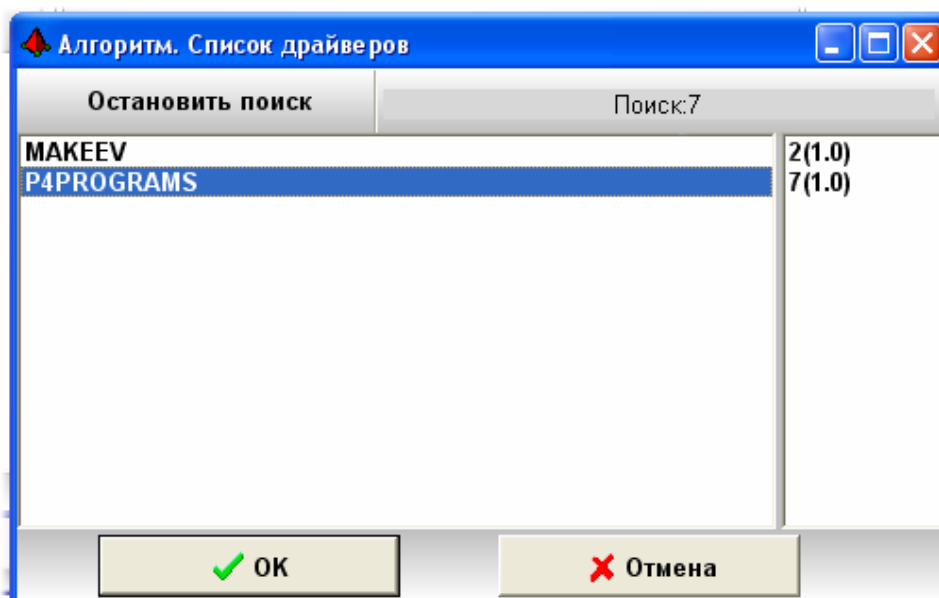 Алгоритм. Список драйверов
Остановить поиск
Поиск:7
MAKEEV 2(1.0)
P4PROGRAMS 7(1.0)
OK
Отмена